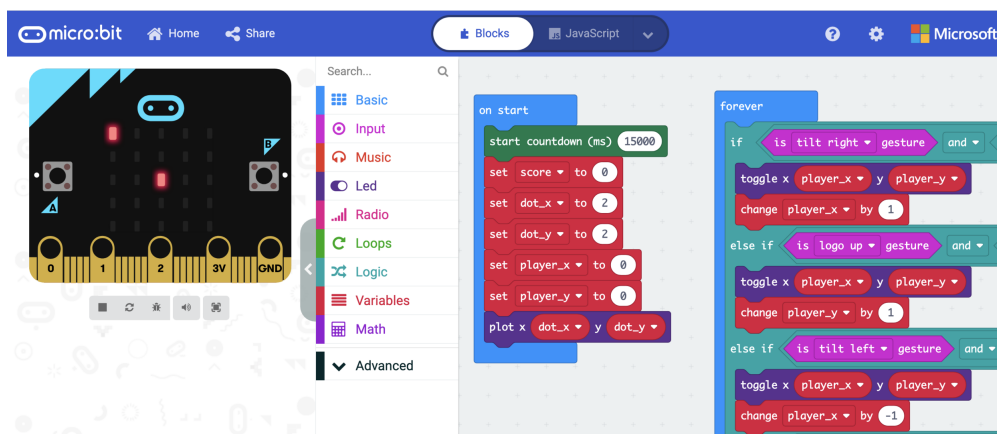 micro:bit Home Share Blocks JavaScript ? Microsoft
Search...
Basic
Input
Music
Led
Radio
Loops
Logic
Variables
Math
Advanced
B
A
0 1 2 3V GND
on start
start countdown (ms) 15000
set score to 0
set dot_x to 2
set dot_y to 2
set player_x to 0
set player_y to 0
plot x dot_x y dot_y
forever
if is tilt right gesture and
toggle x player_x y player_y
change player_x by 1
else if is logo up gesture and
toggle x player_x y player_y
change player_y by 1
else if is tilt left gesture and
toggle x player_x y player_y
change player_x by -1